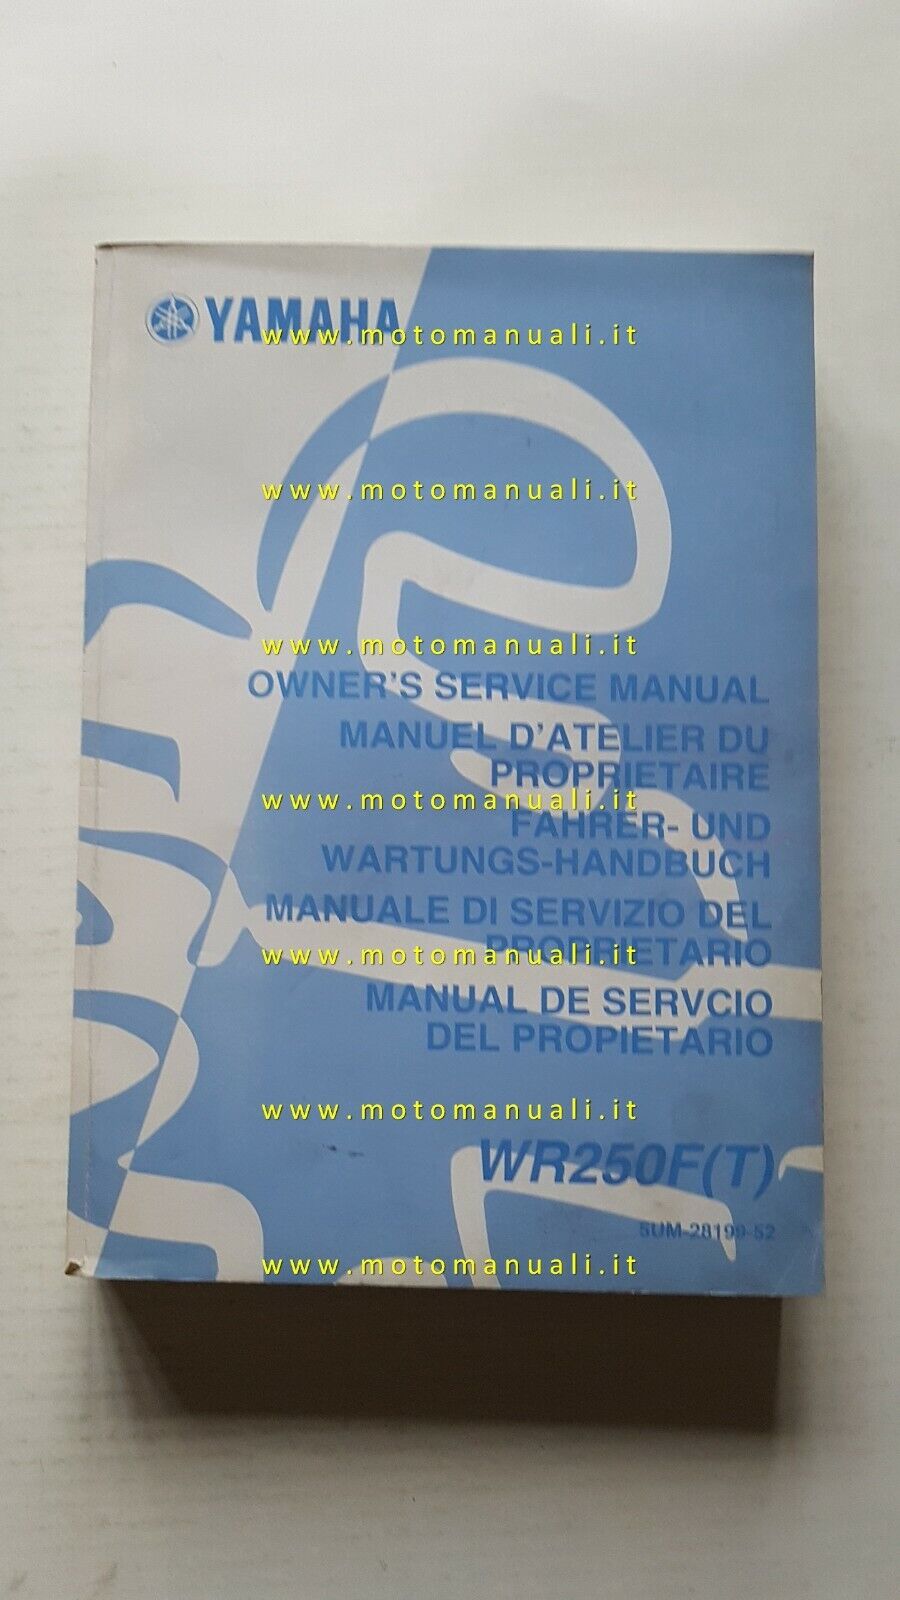 YAMAHA
www.motomanuali.it
www.motomanuali.it
www.motomanuali.it
OWNER'S SERVICE MANUAL
MANUEL D'ATELIER DU
PROPRIETAIRE
www.motomanuali.it
FAHRER- UND
WARTUNGS-HANDBUCH
MANUALE DI SERVIZIO DEL
PROPRIETARIO
www.motomanuali.it
MANUAL DE SERVCIO
DEL PROPIETARIO
www.motomanuali.it
WR250F(T)
5UM-28199-52
www.motomanuali.it